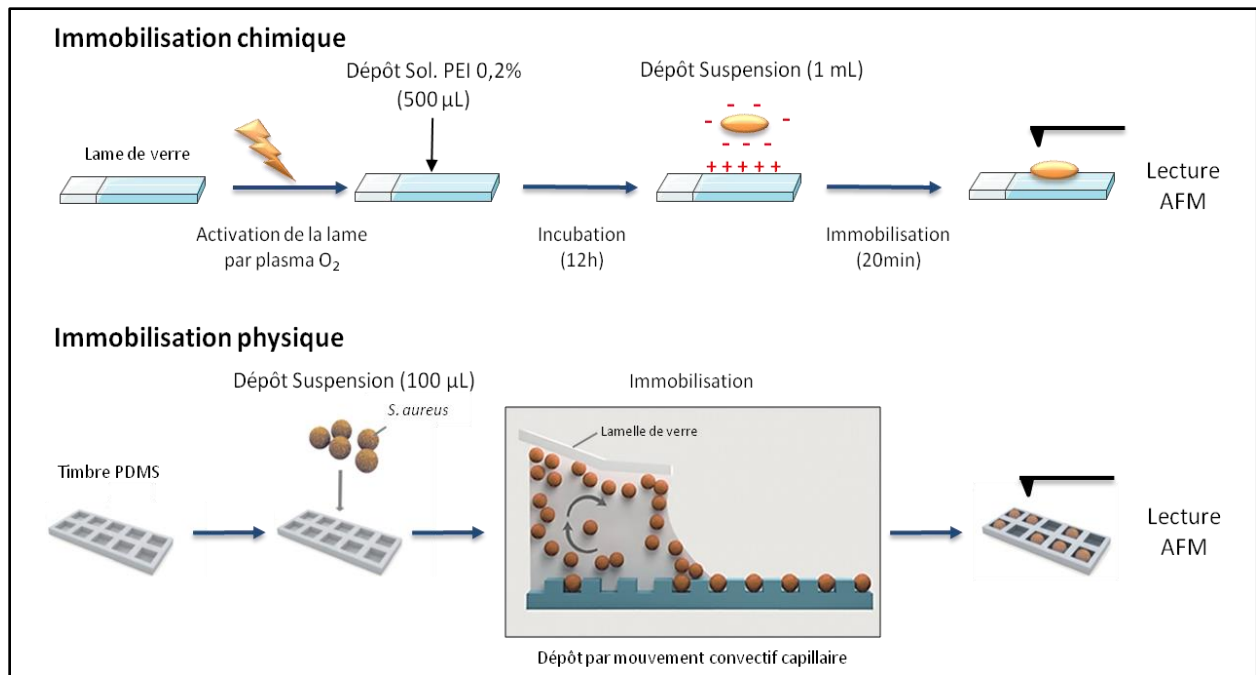 Immobilisation chimique
Dépôt Sol. PEI 0,2%
(500 µL)
Dépôt Suspension (1 mL)
Lame de verre
- - - - - - -
+ + + + +
Lecture
AFM
Activation de la lame
par plasma O₂
Incubation
(12h)
Immobilisation
(20min)
Immobilisation physique
Dépôt Suspension (100 µL)
Immobilisation
S. aureus
Lamelle de verre
Timbre PDMS
Lecture
AFM
Dépôt par mouvement convectif capillaire